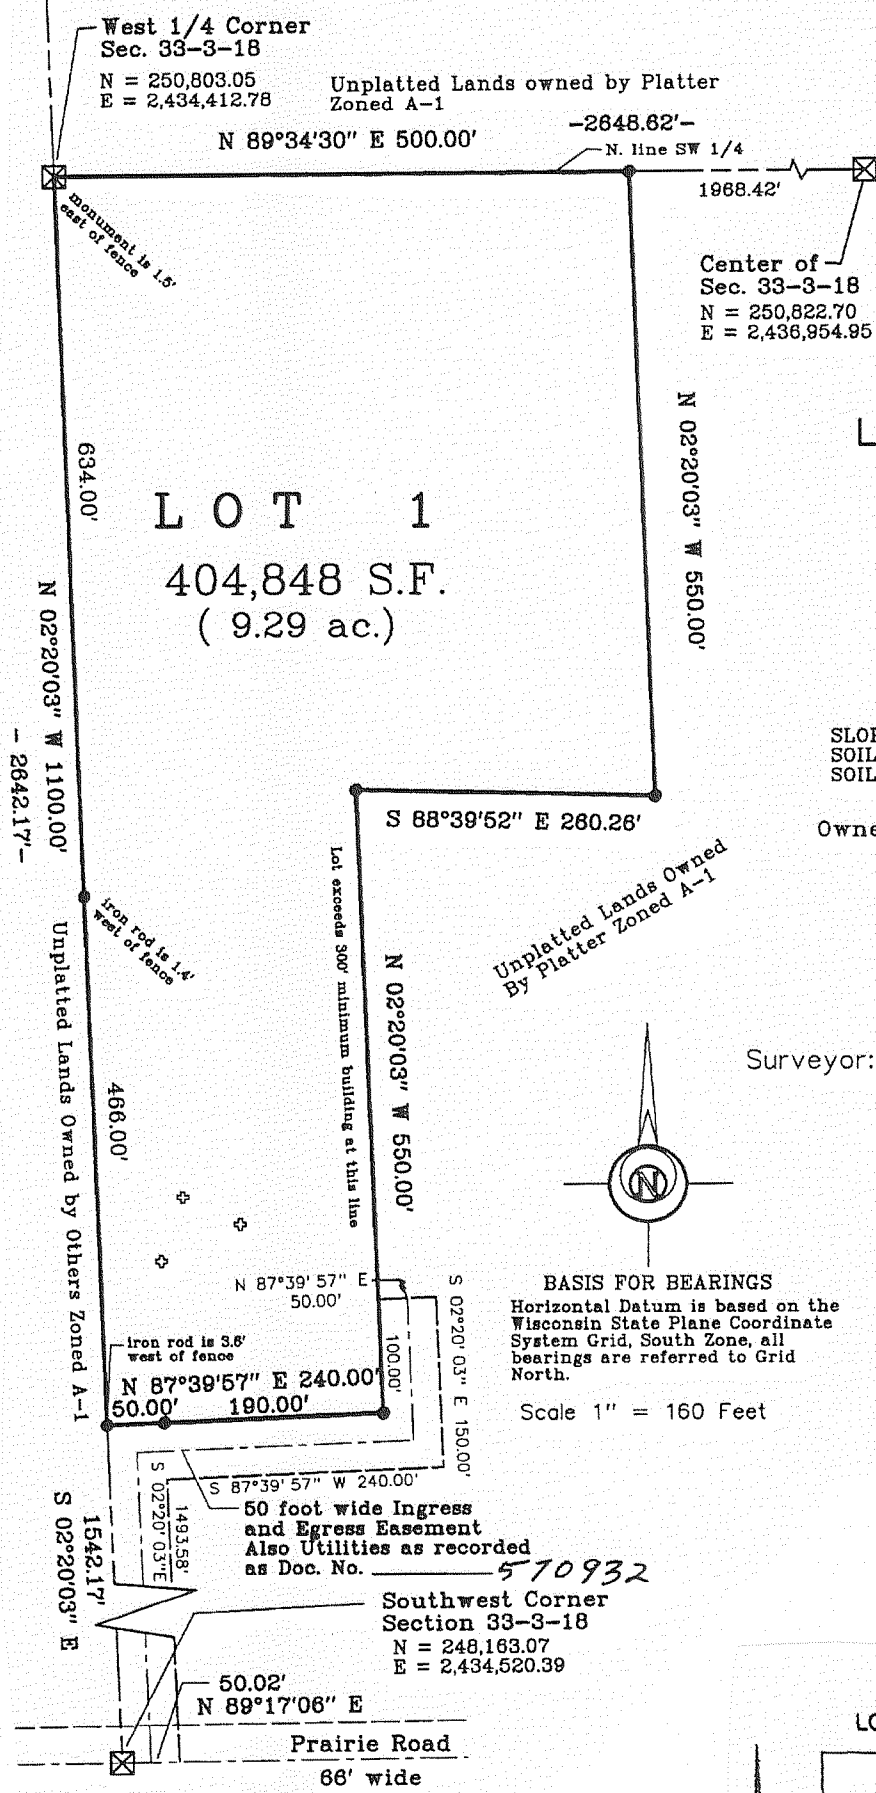 West 1/4 Corner
Sec. 33-3-18
N = 250,803.05
E = 2,434,412.78
Unplatted Lands owned by Platter
Zoned A-1
-2648.62'-
N 89°34'30" E 500.00'
N. line SW 1/4
1968.42'
monument is 1.5'
east of fence
Center of
Sec. 33-3-18
N = 250,822.70
E = 2,436,954.95
N 02°20'03" W 550.00'
L
634.00'
LOT 1
404,848 S.F.
( 9.29 ac.)
N 02°20'03" W 1100.00'
- 2642.17'-
SLOP
SOIL
SOIL
S 88°39'52" E 260.26'
Owne
Lot exceeds 300' minimum building at this line
Unplatted Lands Owned
By Platter Zoned A-1
iron rod is 1.4'
west of fence
Unplatted Lands Owned by Others Zoned A-1
N 02°20'03" W 550.00'
Surveyor:
466.00'
N
N 87°39' 57" E
50.00'
S 02°20' 03" E 150.00'
BASIS FOR BEARINGS
Horizontal Datum is based on the
Wisconsin State Plane Coordinate
System Grid, South Zone, all
bearings are referred to Grid
North.
iron rod is 3.6'
west of fence
100.00'
N 87°39'57" E 240.00'
50.00'
190.00'
Scale 1" = 160 Feet
S 87°39' 57" W 240.00'
S 02°20' 03"E
1493.58'
50 foot wide Ingress
and Egress Easement
Also Utilities as recorded
as Doc. No. 570932
1542.17'
S 02°20'03" E
Southwest Corner
Section 33-3-18
N = 248,163.07
E = 2,434,520.39
50.02'
N 89°17'06" E
LO
Prairie Road
66' wide